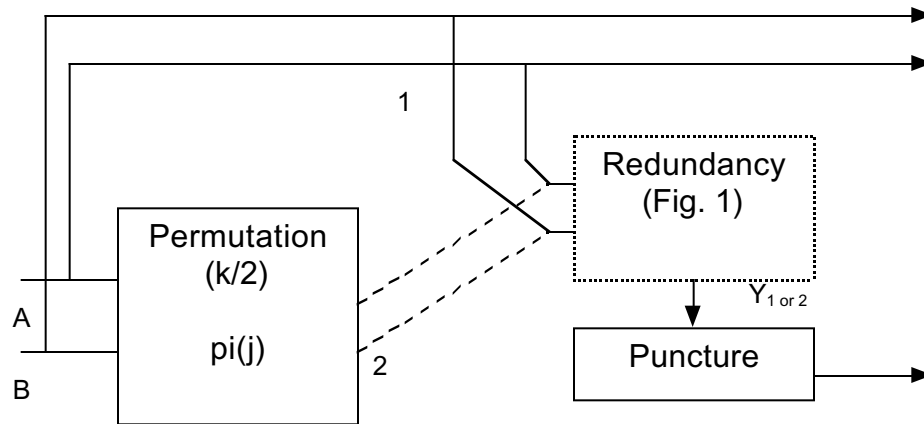 1
Redundancy
(Fig. 1)
Permutation
(k/2)
pi(j)
A
B
2
Y1 or 2
Puncture